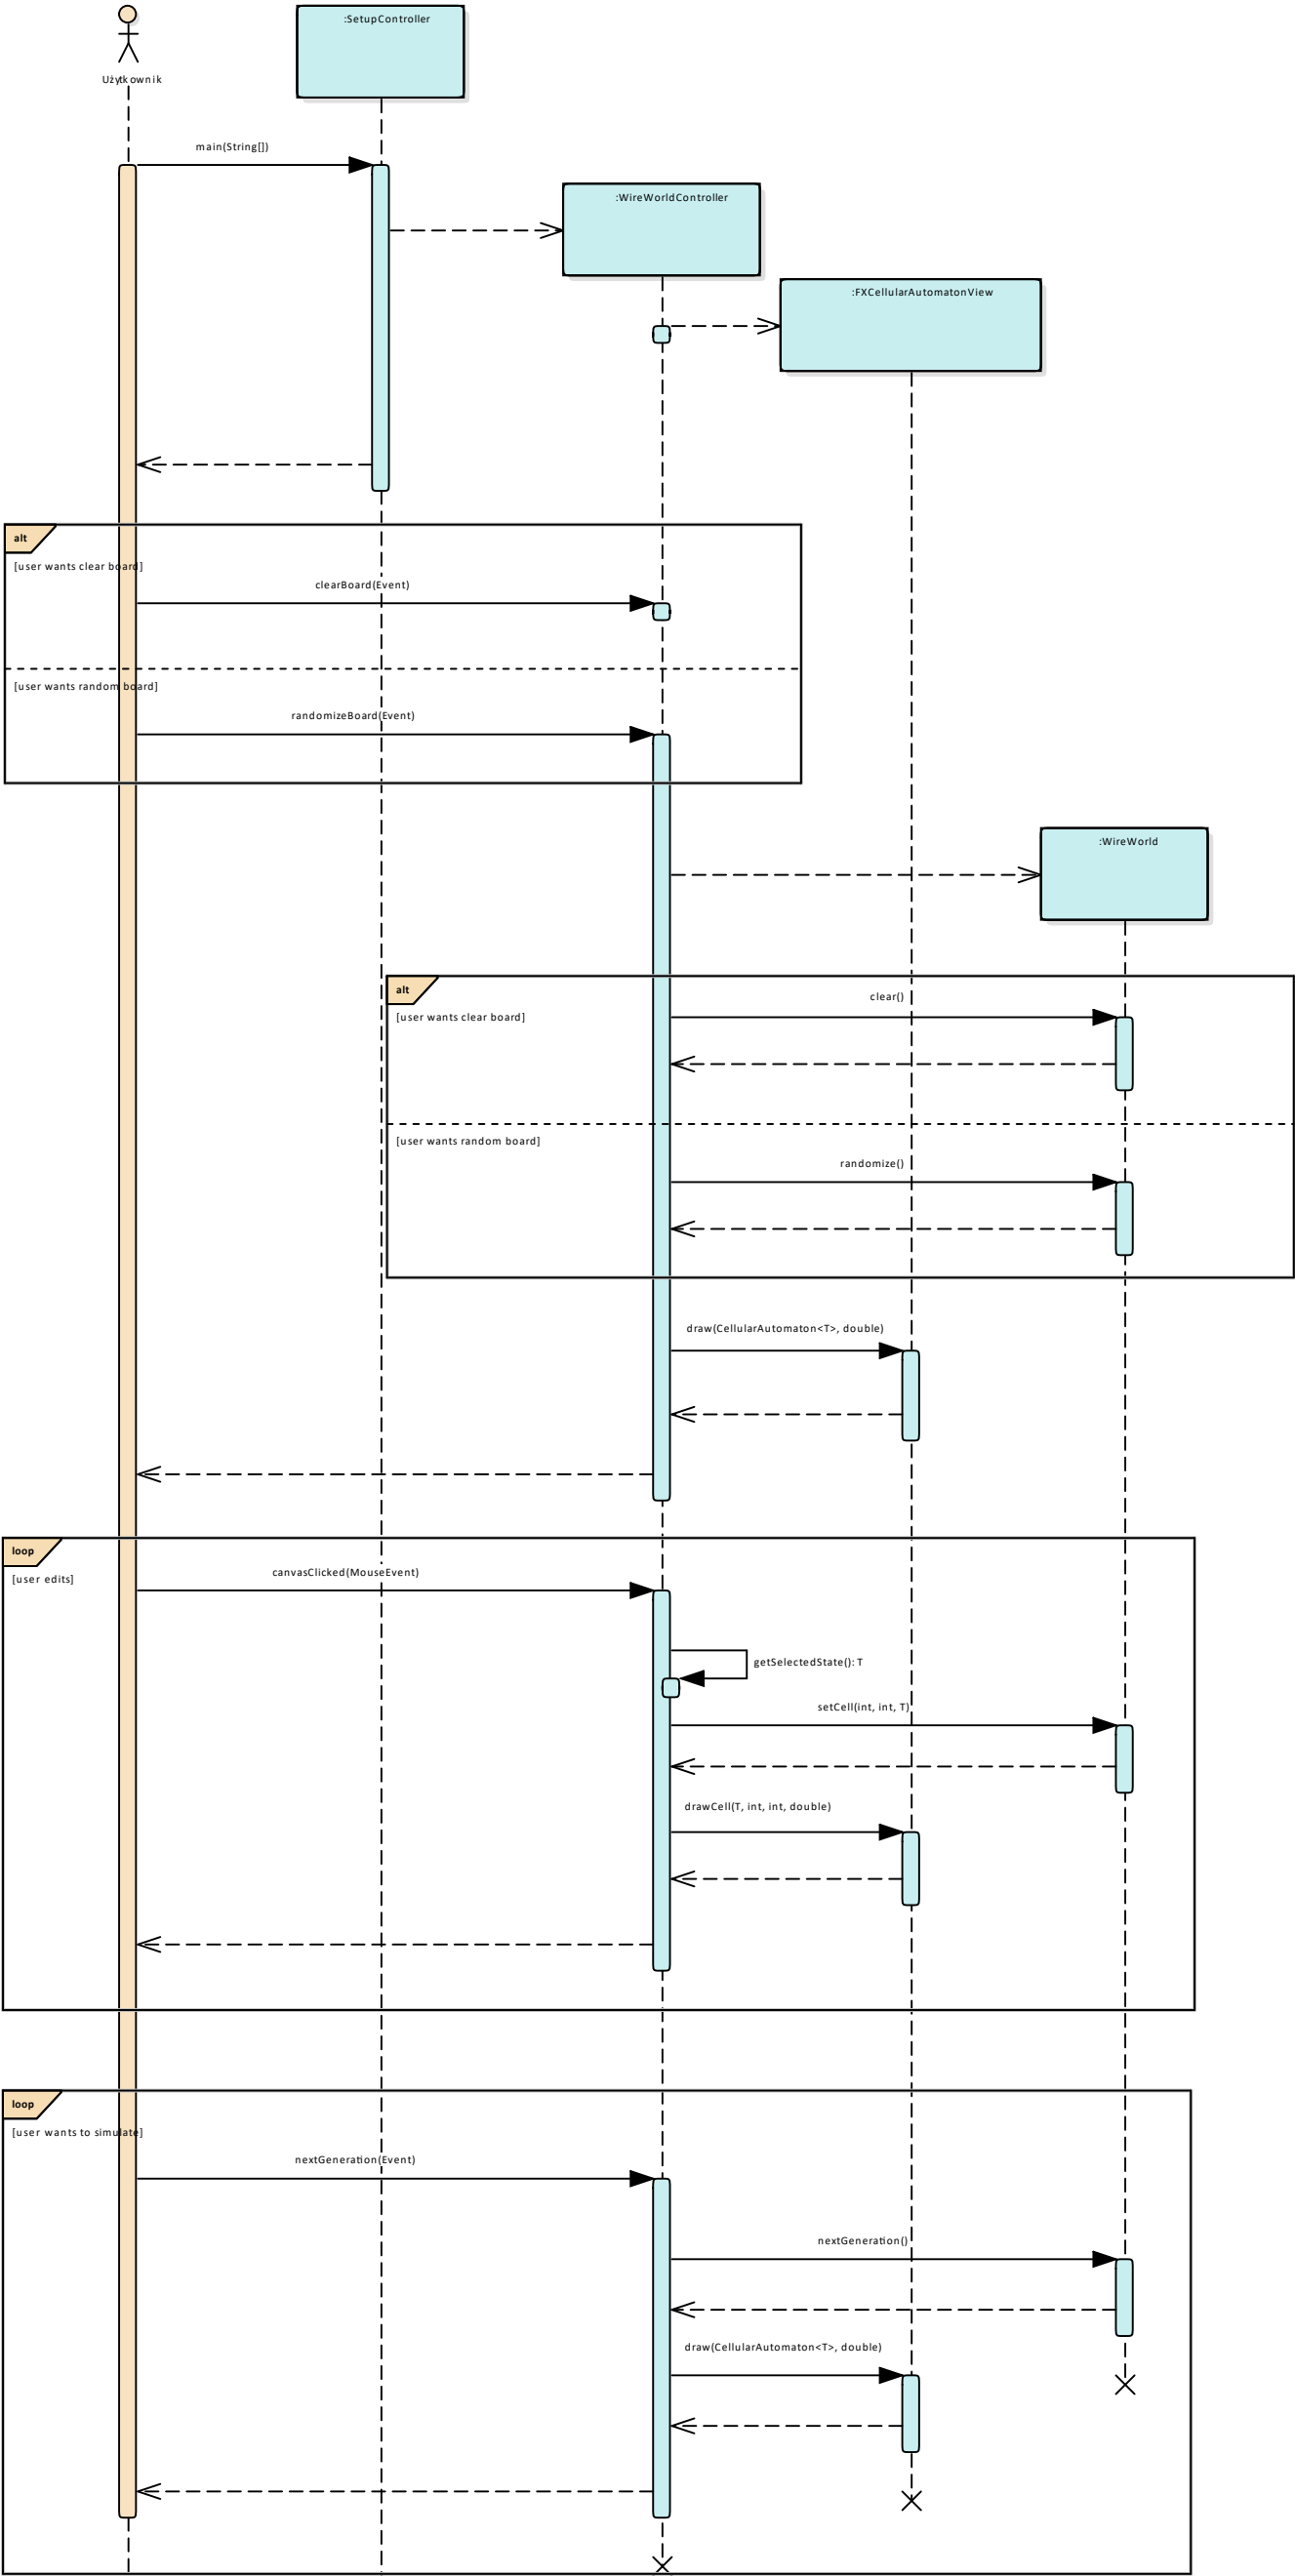 :SetupController
Użytkownik
main(String[])
:WireWorldController
:FXCellularAutomatonView
alt
[user wants clear board]
clearBoard(Event)
[user wants random board]
randomizeBoard(Event)
:WireWorld
alt
clear()
[user wants clear board]
[user wants random board]
randomize()
draw(CellularAutomaton<T>, double)
loop
canvasClicked(MouseEvent)
[user edits]
getSelectedState(): T
setCell(int, int, T)
drawCell(T, int, int, double)
loop
[user wants to simulate]
nextGeneration(Event)
nextGeneration()
draw(CellularAutomaton<T>, double)